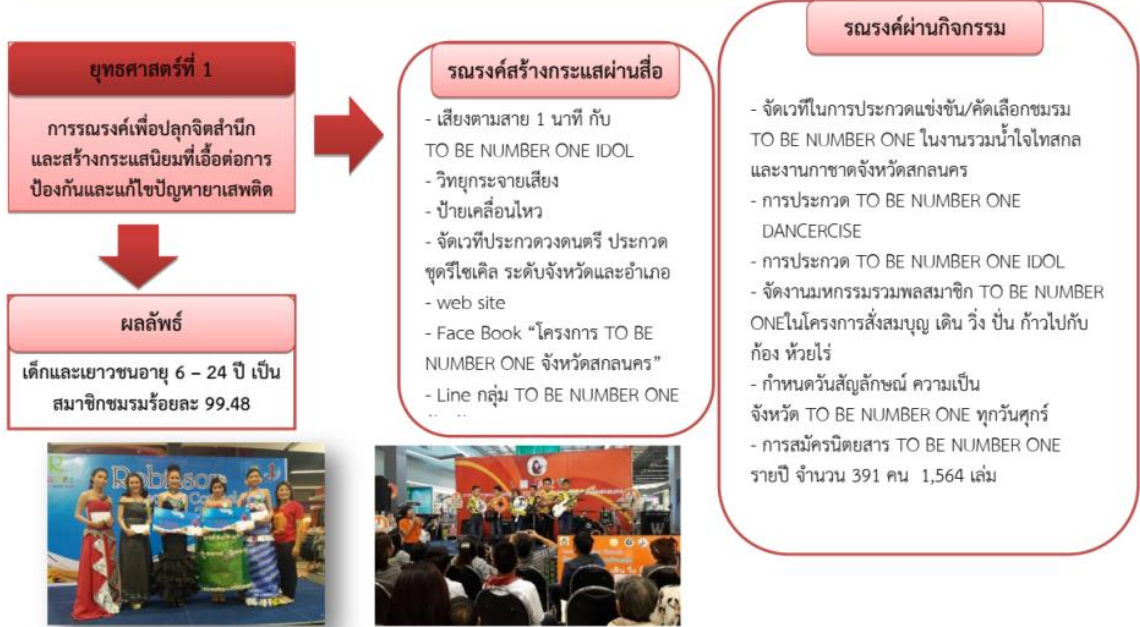 ยุทธศาสตร์ที่ 1
การรณรงค์เพื่อปลุกจิตสำนึก
และสร้างกระแสนิยมที่เอื้อต่อการ
ป้องกันและแก้ไขปัญหายาเสพติด
ผลลัพธ์
เด็กและเยาวชนอายุ 6 – 24 ปี เป็น
สมาชิกชมรมร้อยละ 99.48
รณรงค์สร้างกระแสผ่านสื่อ
- เสียงตามสาย 1 นาที กับ
TO BE NUMBER ONE IDOL
- วิทยุกระจายเสียง
- ป้ายเคลื่อนไหว
- จัดเวทีประกวดวงดนตรี ประกวด
ชุดรีไซเคิล ระดับจังหวัดและอำเภอ
- web site
- Face Book “โครงการ TO BE
NUMBER ONE จังหวัดสกลนคร”
- Line กลุ่ม TO BE NUMBER ONE
รณรงค์ผ่านกิจกรรม
- จัดเวทีในการประกวดแข่งขัน/คัดเลือกชมรม
TO BE NUMBER ONE ในงานรวมน้ำใจไทสกล
และงานกาชาดจังหวัดสกลนคร
- การประกวด TO BE NUMBER ONE
DANCERCISE
- การประกวด TO BE NUMBER ONE IDOL
- จัดงานมหกรรมรวมพลสมาชิก TO BE NUMBER
ONEในโครงการสั่งสมบุญ เดิน วิ่ง ปั่น ก้าวไปกับ
ก้อง ห้วยไร่
- กำหนดวันสัญลักษณ์ ความเป็น
จังหวัด TO BE NUMBER ONE ทุกวันศุกร์
- การสมัครนิตยสาร TO BE NUMBER ONE
รายปี จำนวน 391 คน 1,564 เล่ม
Robinson